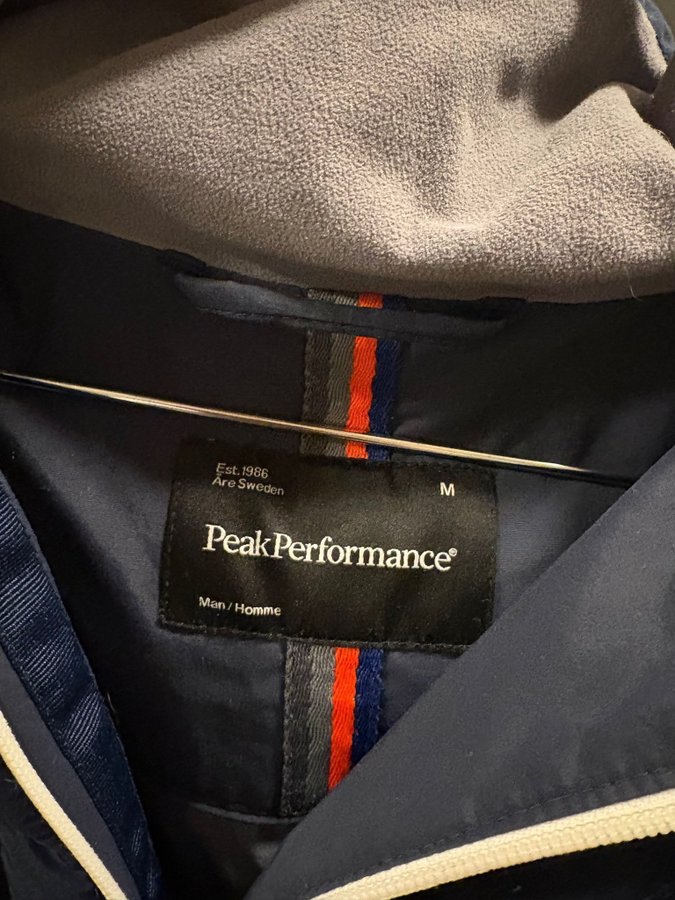 Est.1986
Åre Sweden
M
PeakPerformance®
Man / Homme